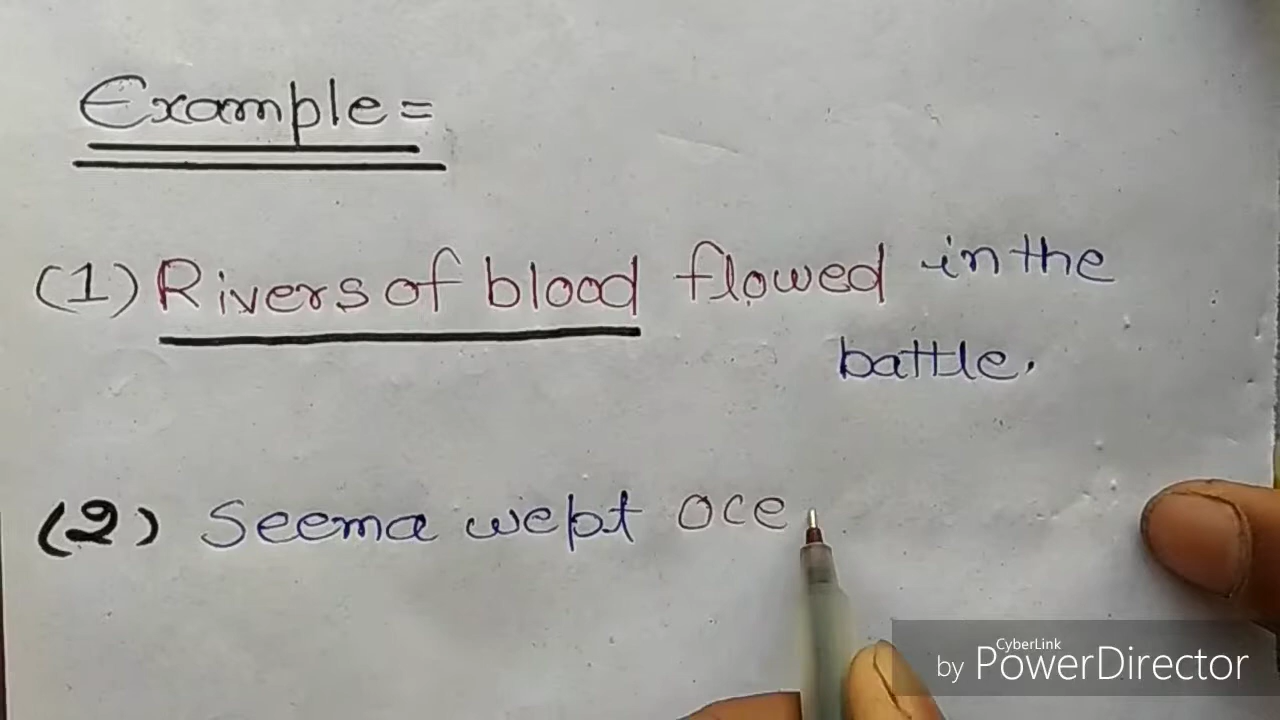 Example =
(1) Rivers of blood flowed in the
battle.
(2) Seema wept oce
CyberLink
by PowerDirector